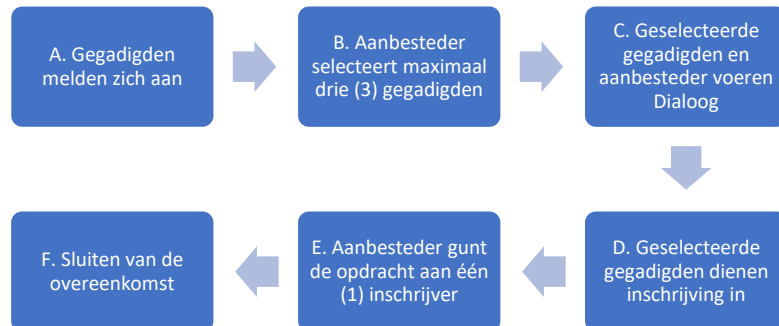 A. Gegadigden
melden zich aan
B. Aanbesteder
selecteert maximaal
drie (3) gegadigden
C. Geselecteerde
gegadigden en
aanbesteder voeren
Dialoog
D. Geselecteerde
gegadigden dienen
inschrijving in
E. Aanbesteder gunt
de opdracht aan één
(1) inschrijver
F. Sluiten van de
overeenkomst